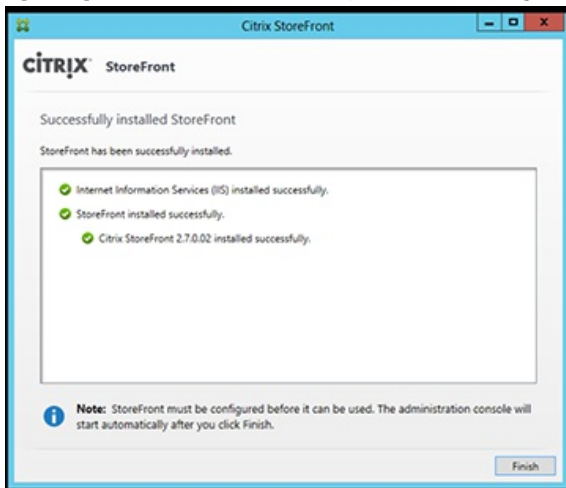 Citrix StoreFront
CITRIX StoreFront
Successfully installed StoreFront
StoreFront has been successfully installed.
Internet Information Services (IIS) installed successfully.
StoreFront installed successfully.
Citrix StoreFront 2.7.0.02 installed successfully.
Note: StoreFront must be configured before it can be used. The administration console will
start automatically after you click Finish.
Finish